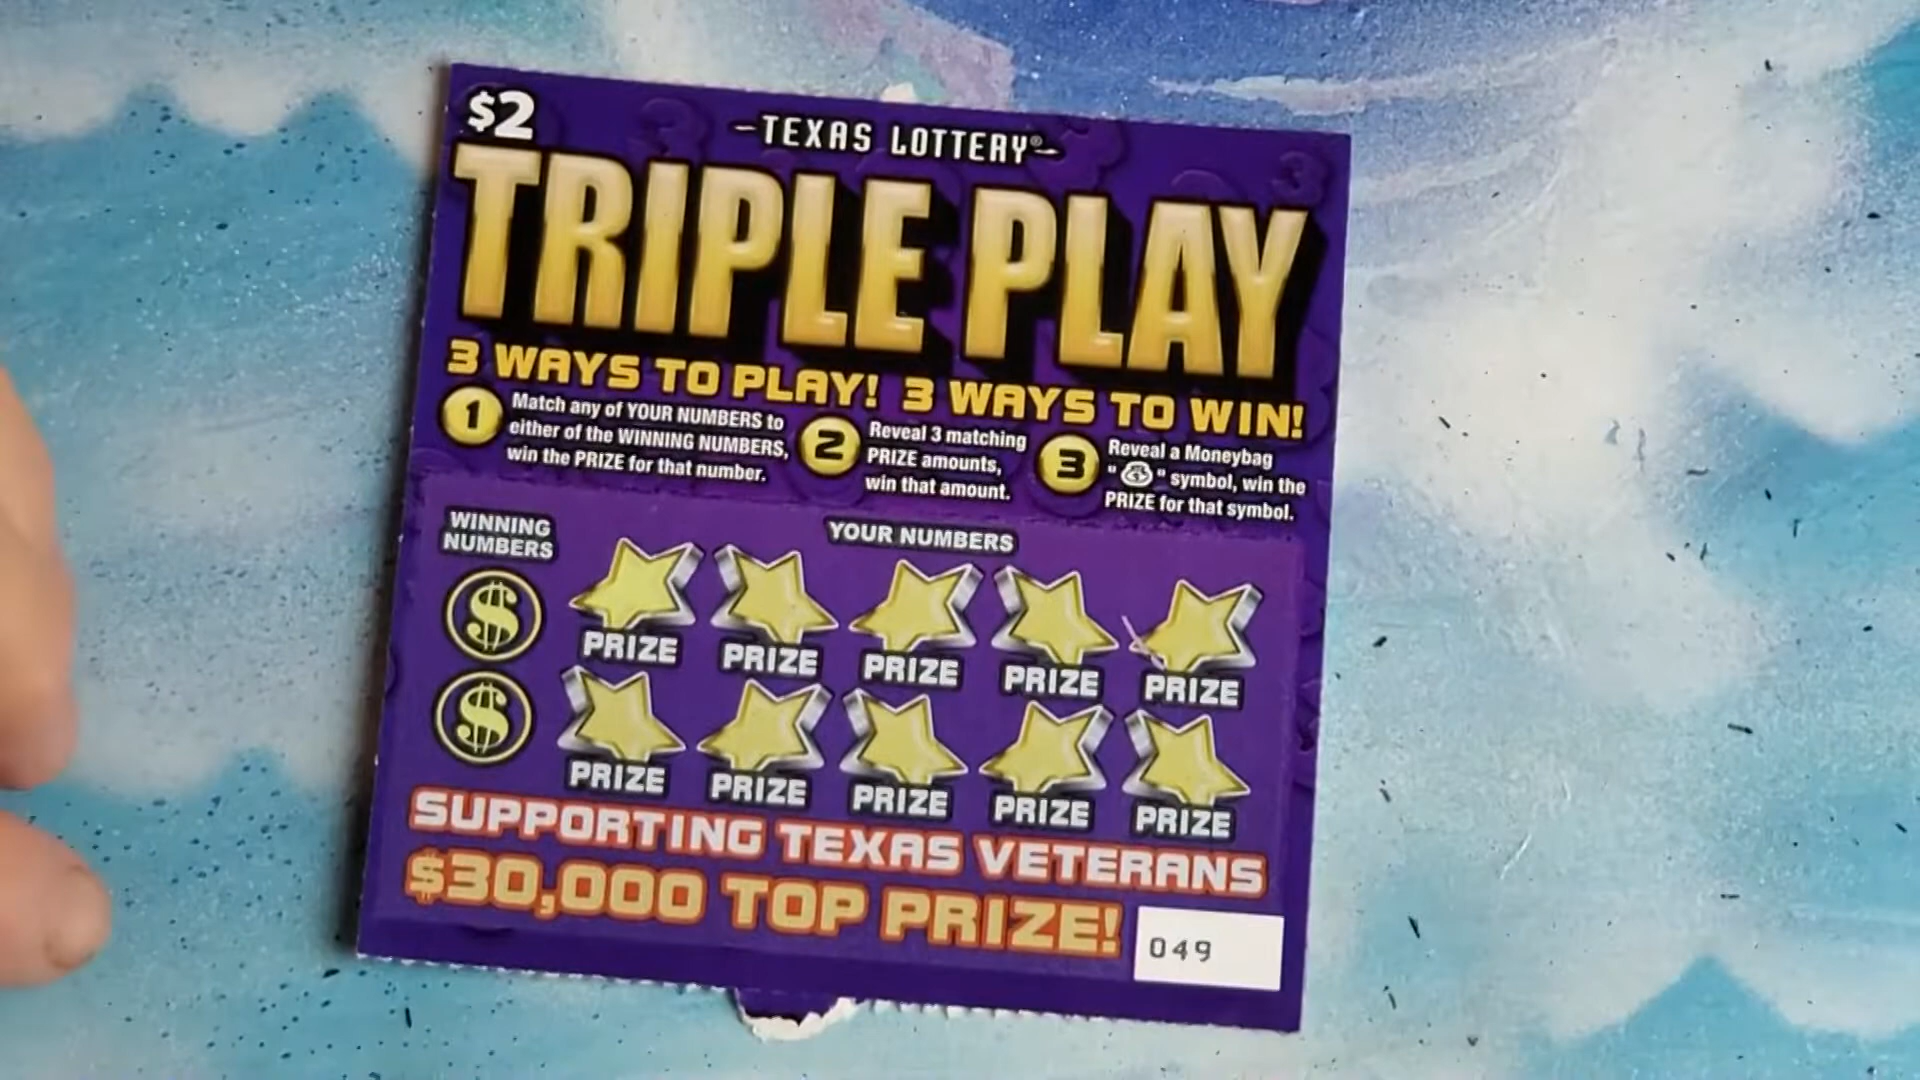 $2
-TEXAS LOTTERY®-
TRIPLE PLAY
3 WAYS TO PLAY! 3 WAYS TO WIN!
1 Match any of YOUR NUMBERS to
either of the WINNING NUMBERS,
win the PRIZE for that number.
2 Reveal 3 matching
PRIZE amounts,
win that amount.
3 Reveal a Moneybag
" " symbol, win the
PRIZE for that symbol.
WINNING
NUMBERS
YOUR NUMBERS
$
PRIZE PRIZE PRIZE PRIZE PRIZE
$
PRIZE PRIZE PRIZE PRIZE PRIZE
SUPPORTING TEXAS VETERANS
$30,000 TOP PRIZE!
049